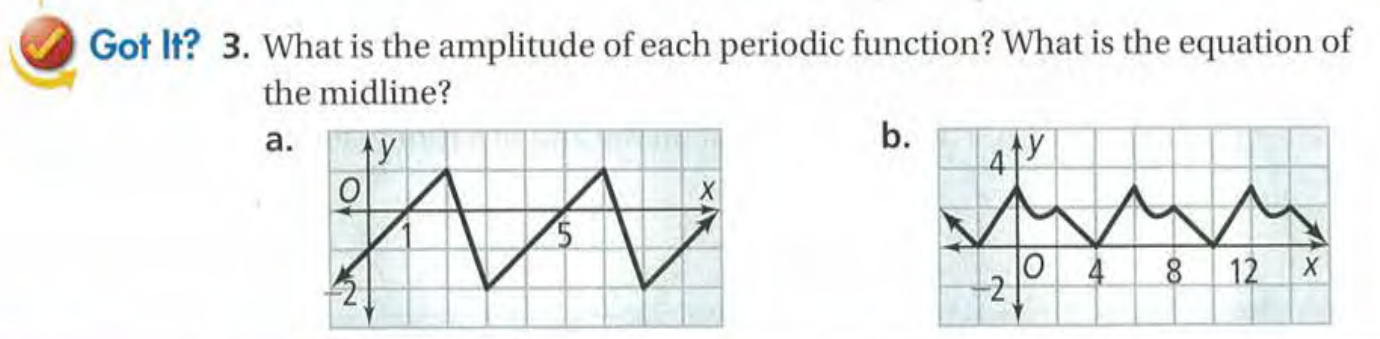 Got It? 3. What is the amplitude of each periodic function? What is the equation of
the midline?
a.
y
O
x
1
5
-2
b.
4
y
O
4
8
12
x
-2